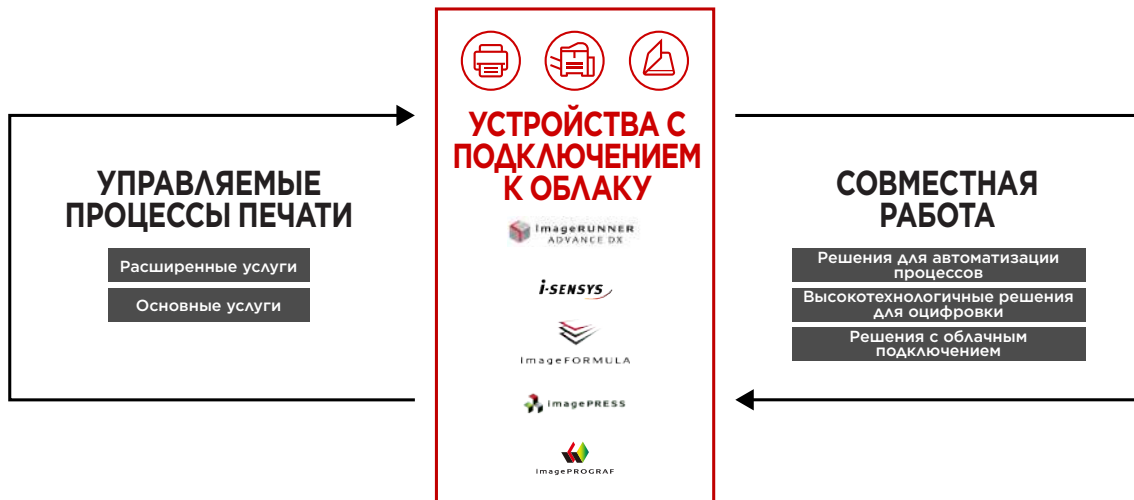 УПРАВЛЯЕМЫЕ
ПРОЦЕССЫ ПЕЧАТИ
Расширенные услуги
Основные услуги
УСТРОЙСТВА С
ПОДКЛЮЧЕНИЕМ
К ОБЛАКУ
imageRUNNER
ADVANCE DX
i-SENSYS
imageFORMULA
imagePRESS
imagePROGRAF
СОВМЕСТНАЯ
РАБОТА
Решения для автоматизации
процессов
Высокотехнологичные решения
для оцифровки
Решения с облачным
подключением